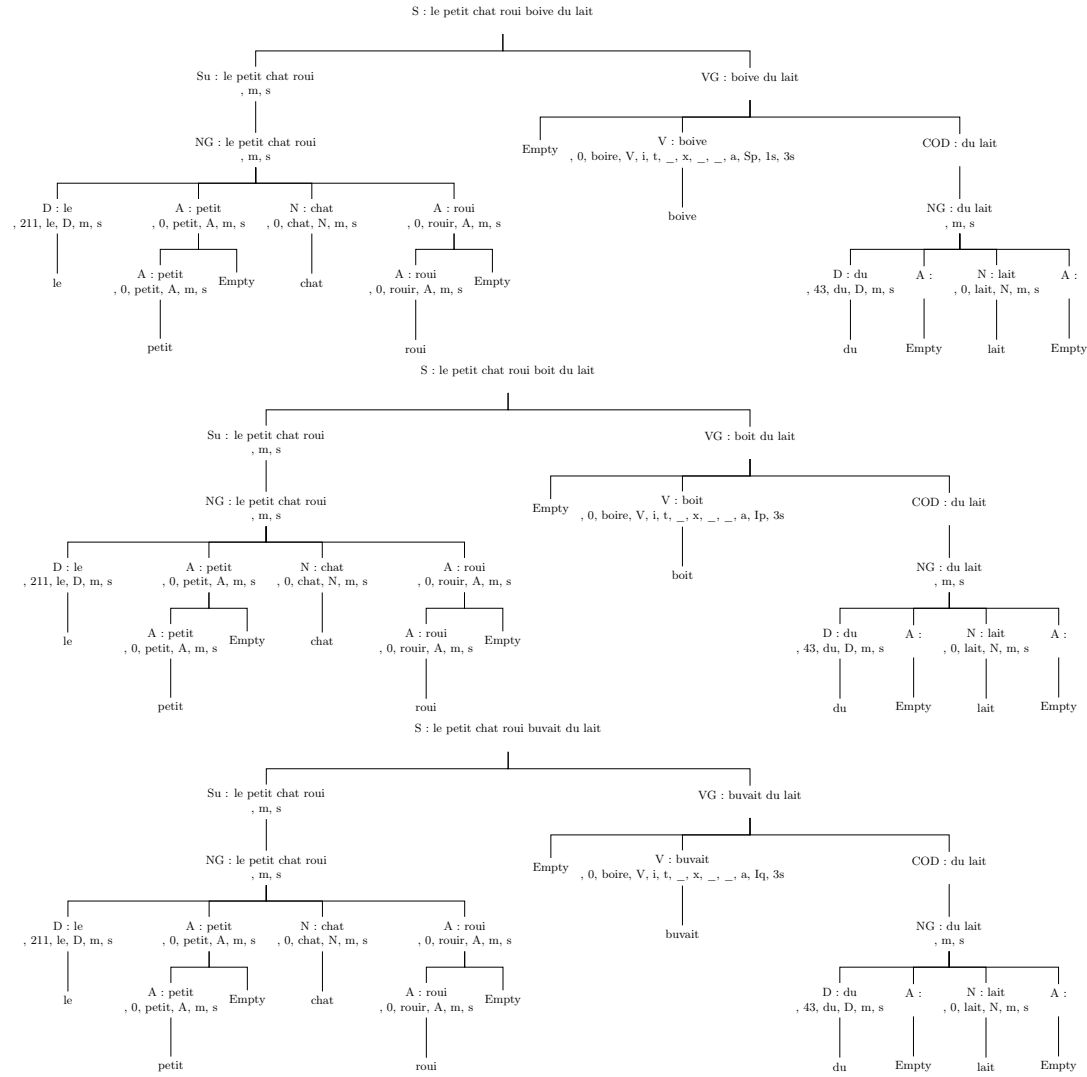 S : le petit chat roui boive du lait
Su : le petit chat roui
, m, s
VG : boive du lait
NG : le petit chat roui
, m, s
Empty
V : boive
, 0, boire, V, i, t, _, x, _, _, a, Sp, 1s, 3s
COD : du lait
D : le
, 211, le, D, m, s
A : petit
, 0, petit, A, m, s
N : chat
, 0, chat, N, m, s
A : roui
, 0, rouir, A, m, s
boive
NG : du lait
, m, s
le
A : petit
, 0, petit, A, m, s
Empty
chat
A : roui
, 0, rouir, A, m, s
Empty
D : du
, 43, du, D, m, s
A :
N : lait
, 0, lait, N, m, s
A :
petit
roui
du
Empty
lait
Empty
S : le petit chat roui boit du lait
Su : le petit chat roui
, m, s
VG : boit du lait
NG : le petit chat roui
, m, s
Empty
V : boit
, 0, boire, V, i, t, _, x, _, _, a, Ip, 3s
COD : du lait
D : le
, 211, le, D, m, s
A : petit
, 0, petit, A, m, s
N : chat
, 0, chat, N, m, s
A : roui
, 0, rouir, A, m, s
boit
NG : du lait
, m, s
le
A : petit
, 0, petit, A, m, s
Empty
chat
A : roui
, 0, rouir, A, m, s
Empty
D : du
, 43, du, D, m, s
A :
N : lait
, 0, lait, N, m, s
A :
petit
roui
du
Empty
lait
Empty
S : le petit chat roui buvait du lait
Su : le petit chat roui
, m, s
VG : buvait du lait
NG : le petit chat roui
, m, s
Empty
V : buvait
, 0, boire, V, i, t, _, x, _, _, a, Iq, 3s
COD : du lait
D : le
, 211, le, D, m, s
A : petit
, 0, petit, A, m, s
N : chat
, 0, chat, N, m, s
A : roui
, 0, rouir, A, m, s
buvait
NG : du lait
, m, s
le
A : petit
, 0, petit, A, m, s
Empty
chat
A : roui
, 0, rouir, A, m, s
Empty
D : du
, 43, du, D, m, s
A :
N : lait
, 0, lait, N, m, s
A :
petit
roui
du
Empty
lait
Empty